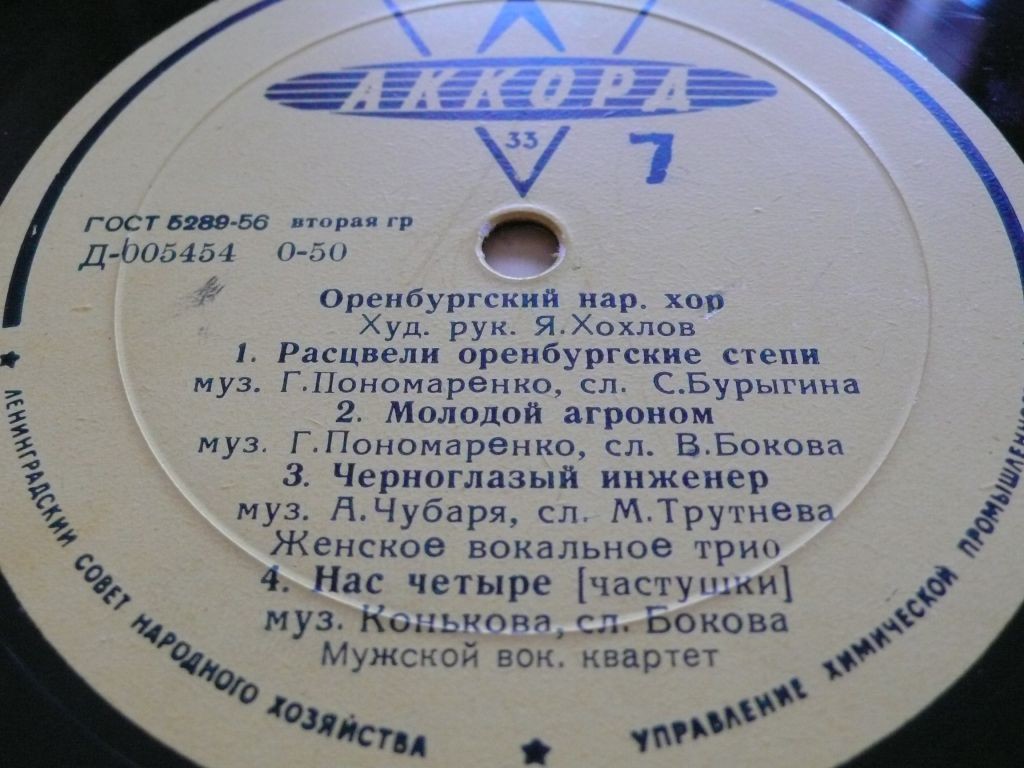 АККОРД
33
7
ГОСТ 5289-56 вторая гр
Д-005454 0-50
Оренбургский нар. хор
Худ. рук. Я.Хохлов
1. Расцвели оренбургские степи
муз. Г.Пономаренко, сл. С.Бурыгина
2. Молодой агроном
муз. Г.Пономаренко, сл. В.Бокова
3. Черноглазый инженер
муз. А.Чубаря, сл. М.Трутнева
Женское вокальное трио
4. Нас четыре [частушки]
муз. Конькова, сл. Бокова
Мужской вок. квартет
ЛЕНИНГРАДСКИЙ СОВЕТ НАРОДНОГО ХОЗЯЙСТВА
УПРАВЛЕНИЕ ХИМИЧЕСКОЙ